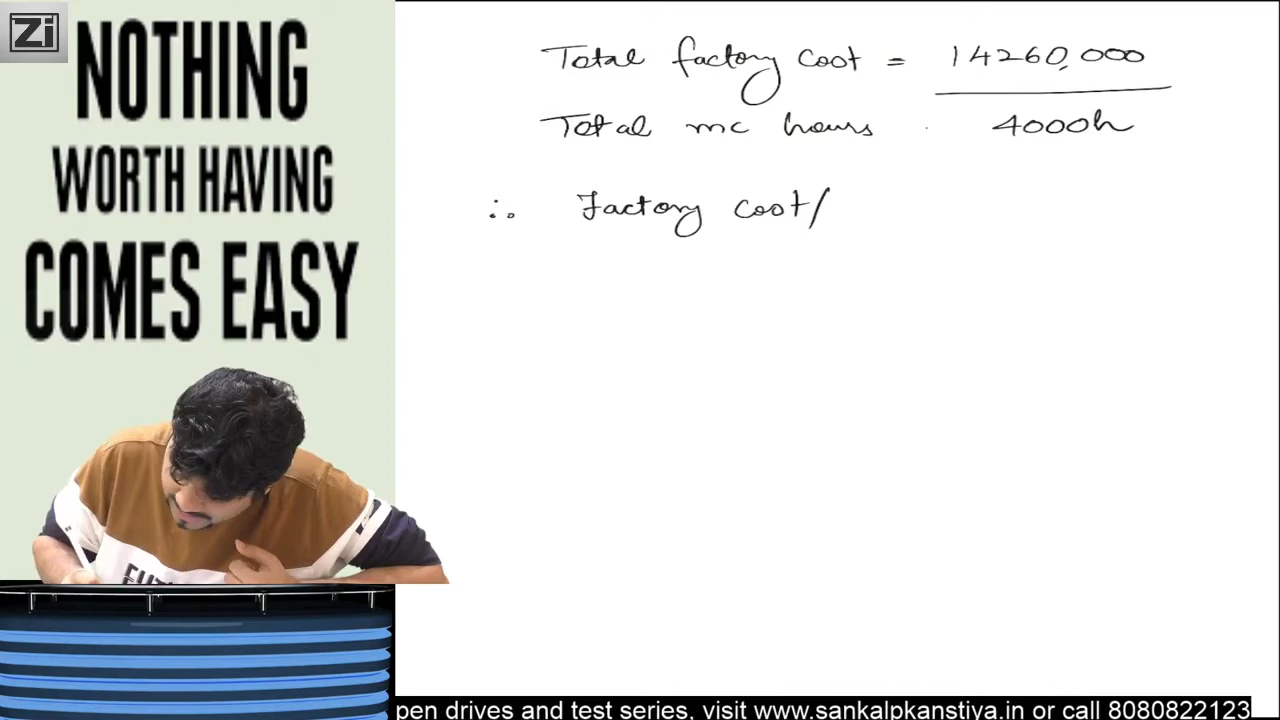 Zi
NOTHING
WORTH HAVING
COMES EASY
Total factory cost = 14260,000
Total mc hours 4000h
∴ Factory cost/
pen drives and test series, visit www.sankalpkanstiya.in or call 8080822123